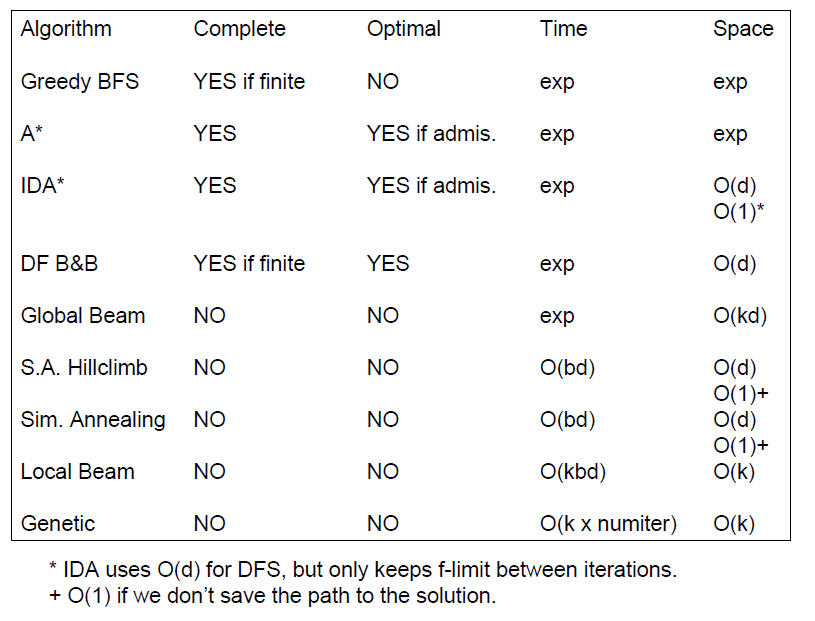 Algorithm Complete Optimal Time Space
Greedy BFS YES if finite NO exp exp
A* YES YES if admis. exp exp
IDA* YES YES if admis. exp O(d)
O(1)*
DF B&B YES if finite YES exp O(d)
Global Beam NO NO exp O(kd)
S.A. Hillclimb NO NO O(bd) O(d)
O(1)+
Sim. Annealing NO NO O(bd) O(d)
O(1)+
Local Beam NO NO O(kbd) O(k)
Genetic NO NO O(k x numiter) O(k)
* IDA uses O(d) for DFS, but only keeps f-limit between iterations.
+ O(1) if we don't save the path to the solution.